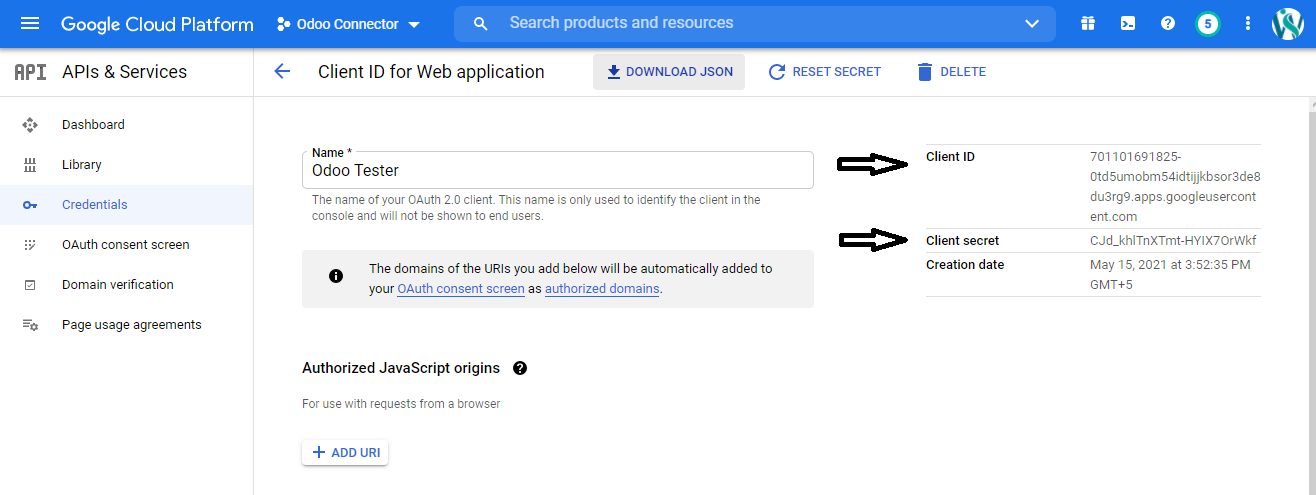 Google Cloud Platform
Odoo Connector
Search products and resources
5
API
APIs & Services
Client ID for Web application
DOWNLOAD JSON
RESET SECRET
DELETE
Dashboard
Library
Credentials
OAuth consent screen
Domain verification
Page usage agreements
Name *
Odoo Tester
The name of your OAuth 2.0 client. This name is only used to identify the client in the
console and will not be shown to end users.
The domains of the URIs you add below will be automatically added to
your OAuth consent screen as authorized domains.
Authorized JavaScript origins
For use with requests from a browser
ADD URI
Client ID
701101691825-
0td5umobm54idtijjkbsor3de8
du3rg9.apps.googleusercont
ent.com
Client secret
CJd_khlTnXTmt-HYIX7OrWkf
Creation date
May 15, 2021 at 3:52:35 PM
GMT+5